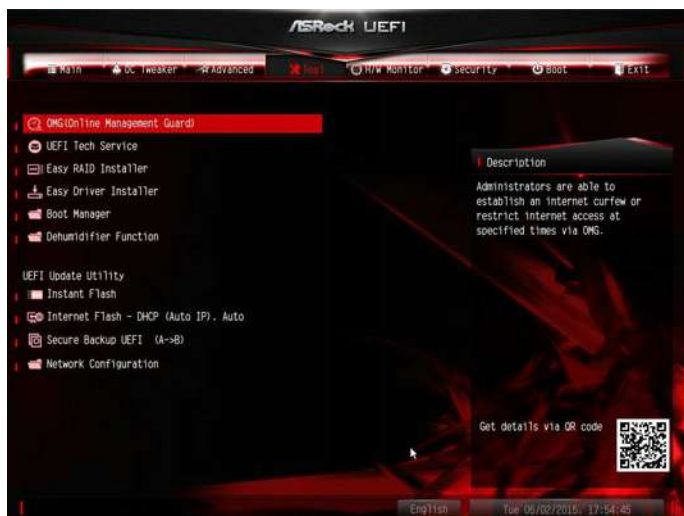 ASRock UEFI
Main
OC Tweaker
Advanced
Tool
H/W Monitor
Security
Boot
Exit
OMG(Online Management Guard)
UEFI Tech Service
Easy RAID Installer
Easy Driver Installer
Boot Manager
Dehumidifier Function
UEFI Update Utility
Instant Flash
Internet Flash - DHCP (Auto IP). Auto
Secure Backup UEFI (A->B)
Network Configuration
Description
Administrators are able to
establish an internet curfew or
restrict internet access at
specified times via OMG.
Get details via QR code
English
Tue 06/02/2015. 17:54:45